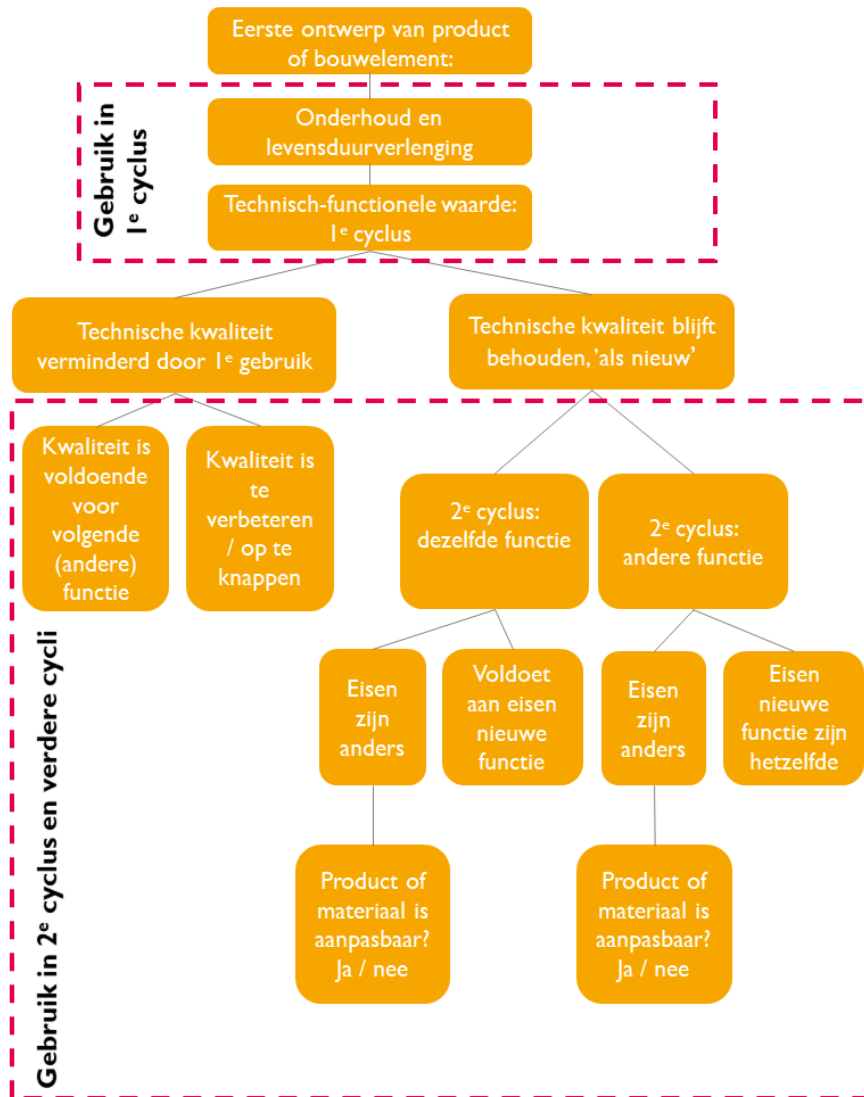 Eerste ontwerp van product
of bouwelement:
Gebruik in
1e cyclus
Onderhoud en
levensduurverlenging
Technisch-functionele waarde:
1e cyclus
Technische kwaliteit
verminderd door 1e gebruik
Technische kwaliteit blijft
behouden, 'als nieuw'
Gebruik in 2e cyclus en verdere cycli
Kwaliteit is
voldoende
voor
volgende
(andere)
functie
Kwaliteit is
te
verbeteren
/ op te
knappen
2e cyclus:
dezelfde functie
2e cyclus:
andere functie
Eisen
zijn
anders
Voldoet
aan eisen
nieuwe
functie
Eisen
zijn
anders
Eisen
nieuwe
functie zijn
hetzelfde
Product of
materiaal is
aanpasbaar?
Ja / nee
Product of
materiaal is
aanpasbaar?
Ja / nee